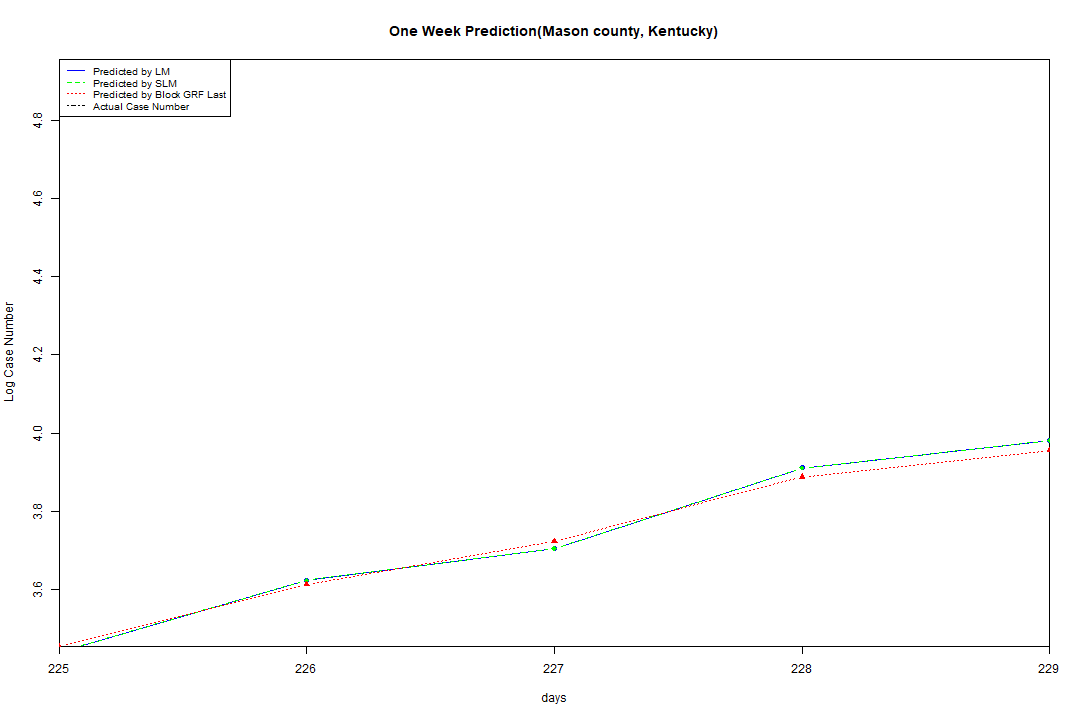 One Week Prediction(Mason county, Kentucky)
Predicted by LM
Predicted by SLM
Predicted by Block GRF Last
Actual Case Number
4.8
4.6
4.4
4.2
4.0
3.8
3.6
Log Case Number
225 226 227 228 229
days